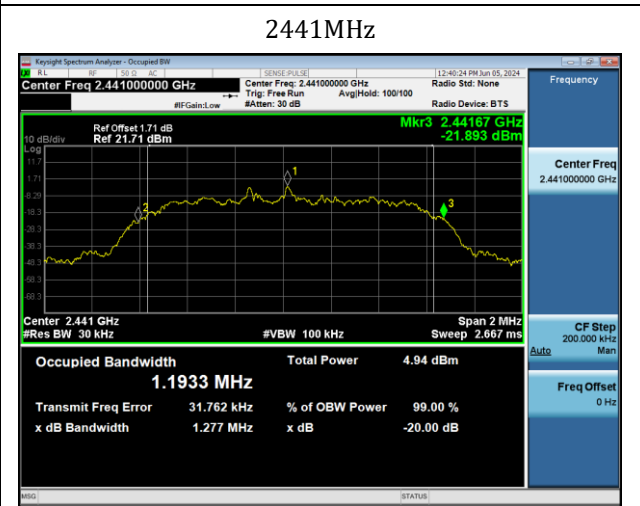 2441MHz
Keysight Spectrum Analyzer - Occupied BW
RL RF 50 Ω AC SENSE:PULSE 12:40:24 PM Jun 05, 2024
Center Freq 2.441000000 GHz Center Freq: 2.441000000 GHz Radio Std: None Frequency
Trig: Free Run Avg|Hold: 100/100
#IFGain:Low #Atten: 30 dB Radio Device: BTS
Ref Offset 1.71 dB Mkr3 2.44167 GHz
10 dB/div Ref 21.71 dBm -21.893 dBm
Log
11.7
1.71
-8.29
-18.3
-28.3
-38.3
-48.3
-58.3
-68.3
1
2
3
Center Freq
2.441000000 GHz
Center 2.441 GHz Span 2 MHz
#Res BW 30 kHz #VBW 100 kHz Sweep 2.667 ms
CF Step
200.000 kHz
Auto Man
Occupied Bandwidth Total Power 4.94 dBm
1.1933 MHz
Transmit Freq Error 31.762 kHz % of OBW Power 99.00 %
x dB Bandwidth 1.277 MHz x dB -20.00 dB
Freq Offset
0 Hz
MSG STATUS